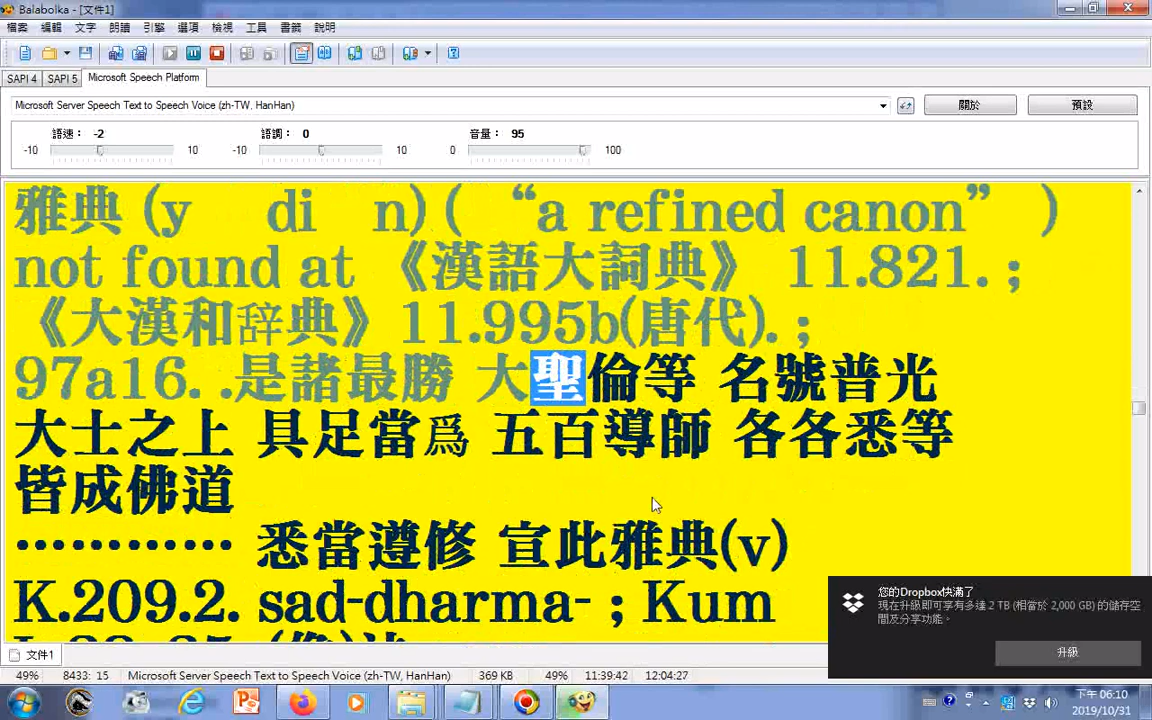 Balabolka - [文件1]
檔案 編輯 文字 朗讀 引擎 選項 檢視 工具 書籤 說明
SAPI 4 SAPI 5 Microsoft Speech Platform
Microsoft Server Speech Text to Speech Voice (zh-TW, HanHan)
關於 預設
語速： -2 語調： 0 音量： 95
-10 10 -10 10 0 100
雅典 (y di n) ( “a refined canon” )
not found at 《漢語大詞典》 11.821. ;
《大漢和辞典》 11.995b(唐代). ;
97a16. .是諸最勝 大聖倫等 名號普光
大士之上 具足當爲 五百導師 各各悉等
皆成佛道
………… 悉當遵修 宣此雅典(v)
K.209.2. sad-dharma- ; Kum
文件1
49% 8433: 15 Microsoft Server Speech Text to Speech Voice (zh-TW, HanHan) 369 KB 49% 11:39:42 12:04:27
您的Dropbox快滿了
現在升級即可享有多達 2 TB (相當於 2,000 GB) 的儲存空
間及分享功能。
升級
下午 06:10
2019/10/31